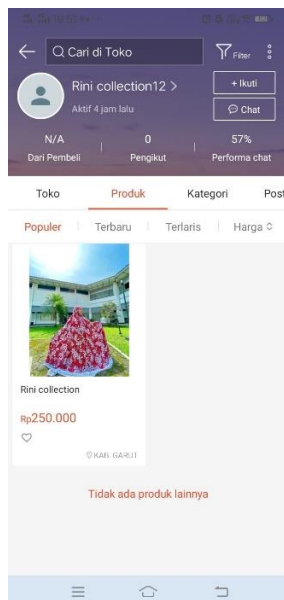 Cari di Toko
Filter
Rini collection12 >
Aktif 4 jam lalu
+ Ikuti
Chat
N/A
0
57%
Dari Pembeli
Pengikut
Performa chat
Toko
Produk
Kategori
Post
Populer
Terbaru
Terlaris
Harga
Rini collection
Rp250.000
KAB. GARUT
Tidak ada produk lainnya